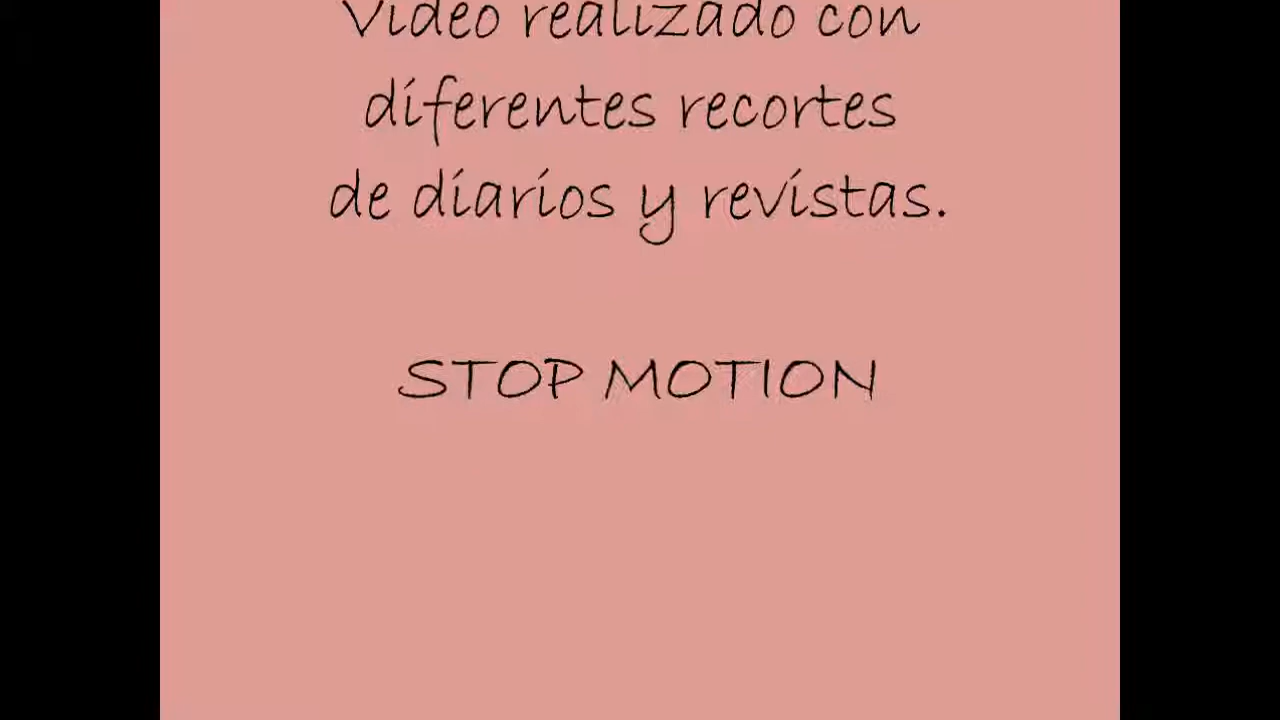 Video realizado con
diferentes recortes
de diarios y revistas.
STOP MOTION